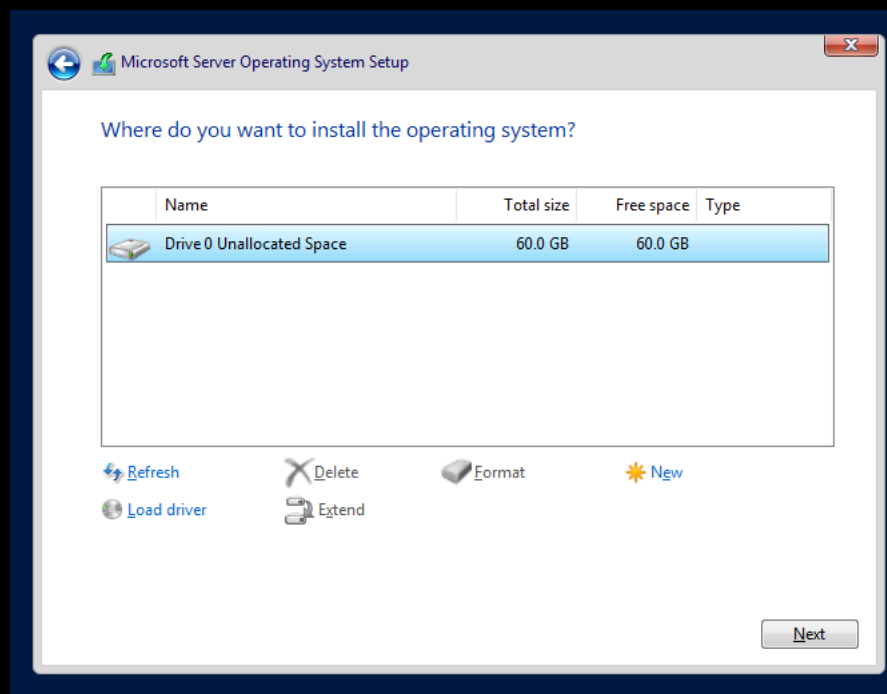 Microsoft Server Operating System Setup
Where do you want to install the operating system?
Name Total size Free space Type
Drive 0 Unallocated Space 60.0 GB 60.0 GB
Refresh Delete Format New
Load driver Extend
Next